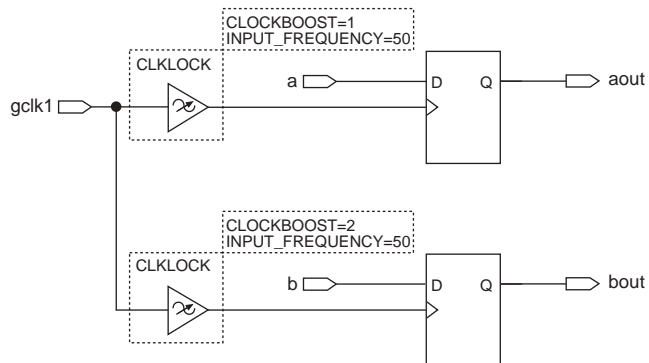 CLOCKBOOST=1
INPUT_FREQUENCY=50
CLKLOCK
a
D
Q
aout
gclk1
CLOCKBOOST=2
INPUT_FREQUENCY=50
CLKLOCK
b
D
Q
bout